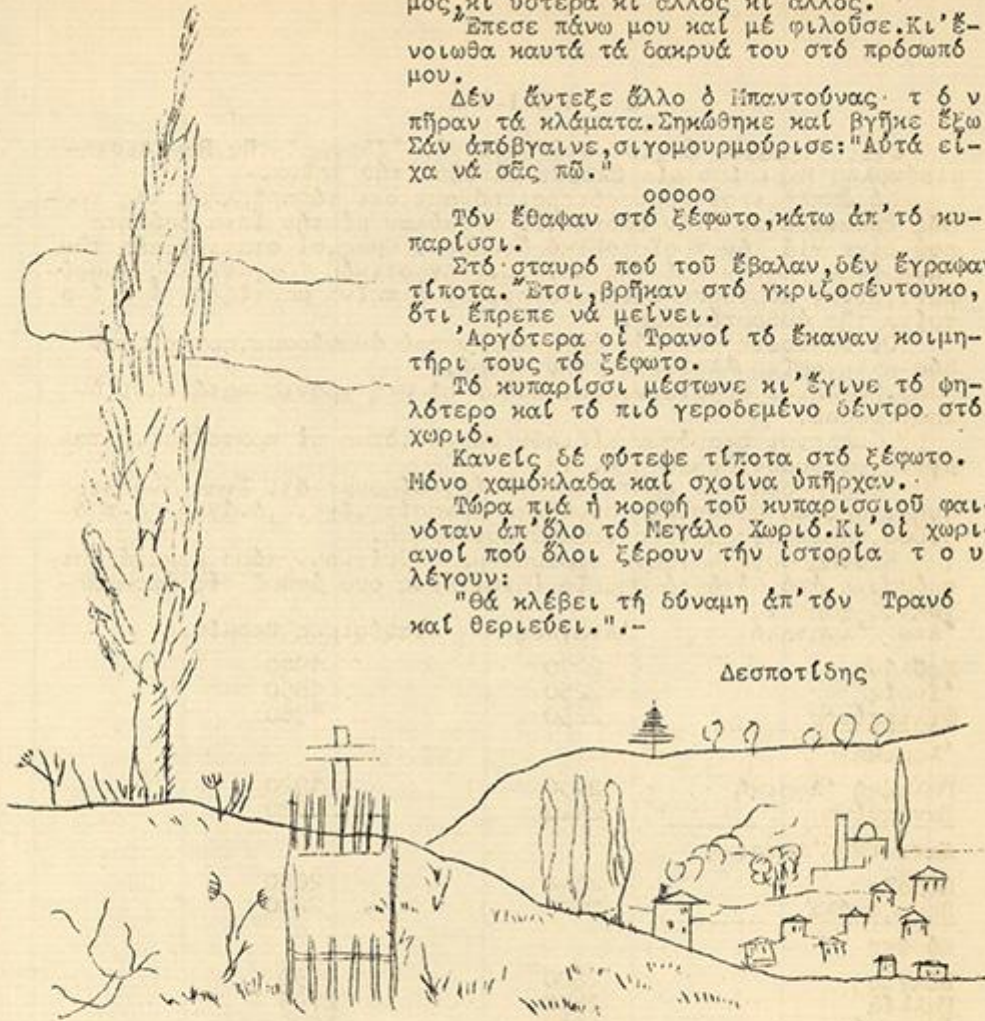 μος,κι ὕστερα κι ἄλλος κι ἄλλος.
Ἔπεσε πάνω μου καί μέ φιλοῦσε.Κι'ἔ-
νοιωθα καυτά τά δακρυά του στό πρόσωπό
μου.
Δέν ἄντεξε ἄλλο ὁ Μπαντούνας τ ό ν
πῆραν τά κλάματα.Σηκώθηκε καί βγῆκε ἔξω
Σάν ἀπόβγαινε,σιγομουρμούρισε:"Αὐτά εἰ-
χα νά σᾶς πῶ."
οοοοο
Τόν ἔθαψαν στό ξέφωτο,κάτω ἀπ'τό κυ-
παρίσσι.
Στό σταυρό πού τοῦ ἔβαλαν,δέν ἔγραψαν
τίποτα.Ἔτσι,βρῆκαν στό γκριζοσέντουκο,
ὅτι ἔπρεπε νά μείνει.
Ἀργότερα οἱ Τρανοί τό ἔκαναν κοιμη-
τήρι τους τό ξέφωτο.
Τό κυπαρίσσι μέστωνε κι'ἔγινε τό ψη-
λότερο καί τό πιό γεροδεμένο δέντρο στό
χωριό.
Κανείς δέ φύτεψε τίποτα στό ξέφωτο.
Μόνο χαμόκλαδα καί σχοίνα ὑπῆρχαν.
Τώρα πιά ἡ κορφή τοῦ κυπαρισσιοῦ φαι-
νόταν ἀπ'ὅλο τό Μεγάλο Χωριό.Κι'οἱ χωρι-
ανοί πού ὅλοι ξέρουν τήν ἱστορία τ ο υ
λέγουν:
"Θά κλέβει τή δύναμη ἀπ'τόν Τρανό
καί θεριεύει.".-
Δεσποτίδης